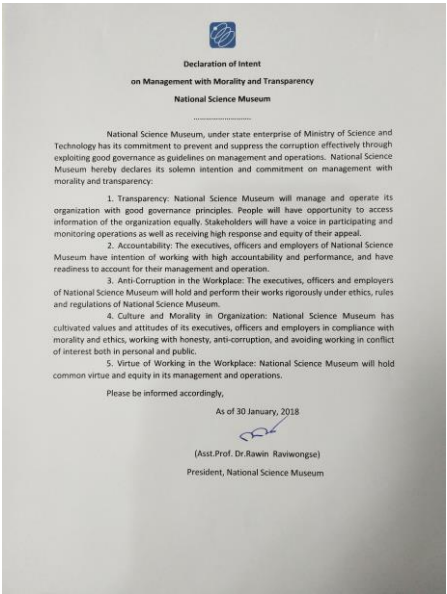 Declaration of Intent
on Management with Morality and Transparency
National Science Museum
............................
National Science Museum, under state enterprise of Ministry of Science and
Technology has its commitment to prevent and suppress the corruption effectively through
exploiting good governance as guidelines on management and operations. National Science
Museum hereby declares its solemn intention and commitment on management with
morality and transparency:
1. Transparency: National Science Museum will manage and operate its
organization with good governance principles. People will have opportunity to access
information of the organization equally. Stakeholders will have a voice in participating and
monitoring operations as well as receiving high response and equity of their appeal.
2. Accountability: The executives, officers and employers of National Science
Museum have intention of working with high accountability and performance, and have
readiness to account for their management and operation.
3. Anti-Corruption in the Workplace: The executives, officers and employers
of National Science Museum will hold and perform their works rigorously under ethics, rules
and regulations of National Science Museum.
4. Culture and Morality in Organization: National Science Museum has
cultivated values and attitudes of its executives, officers and employers in compliance with
morality and ethics, working with honesty, anti-corruption, and avoiding working in conflict
of interest both in personal and public.
5. Virtue of Working in the Workplace: National Science Museum will hold
common virtue and equity in its management and operations.
Please be informed accordingly,
As of 30 January, 2018
(Asst.Prof. Dr.Rawin Raviwongse)
President, National Science Museum